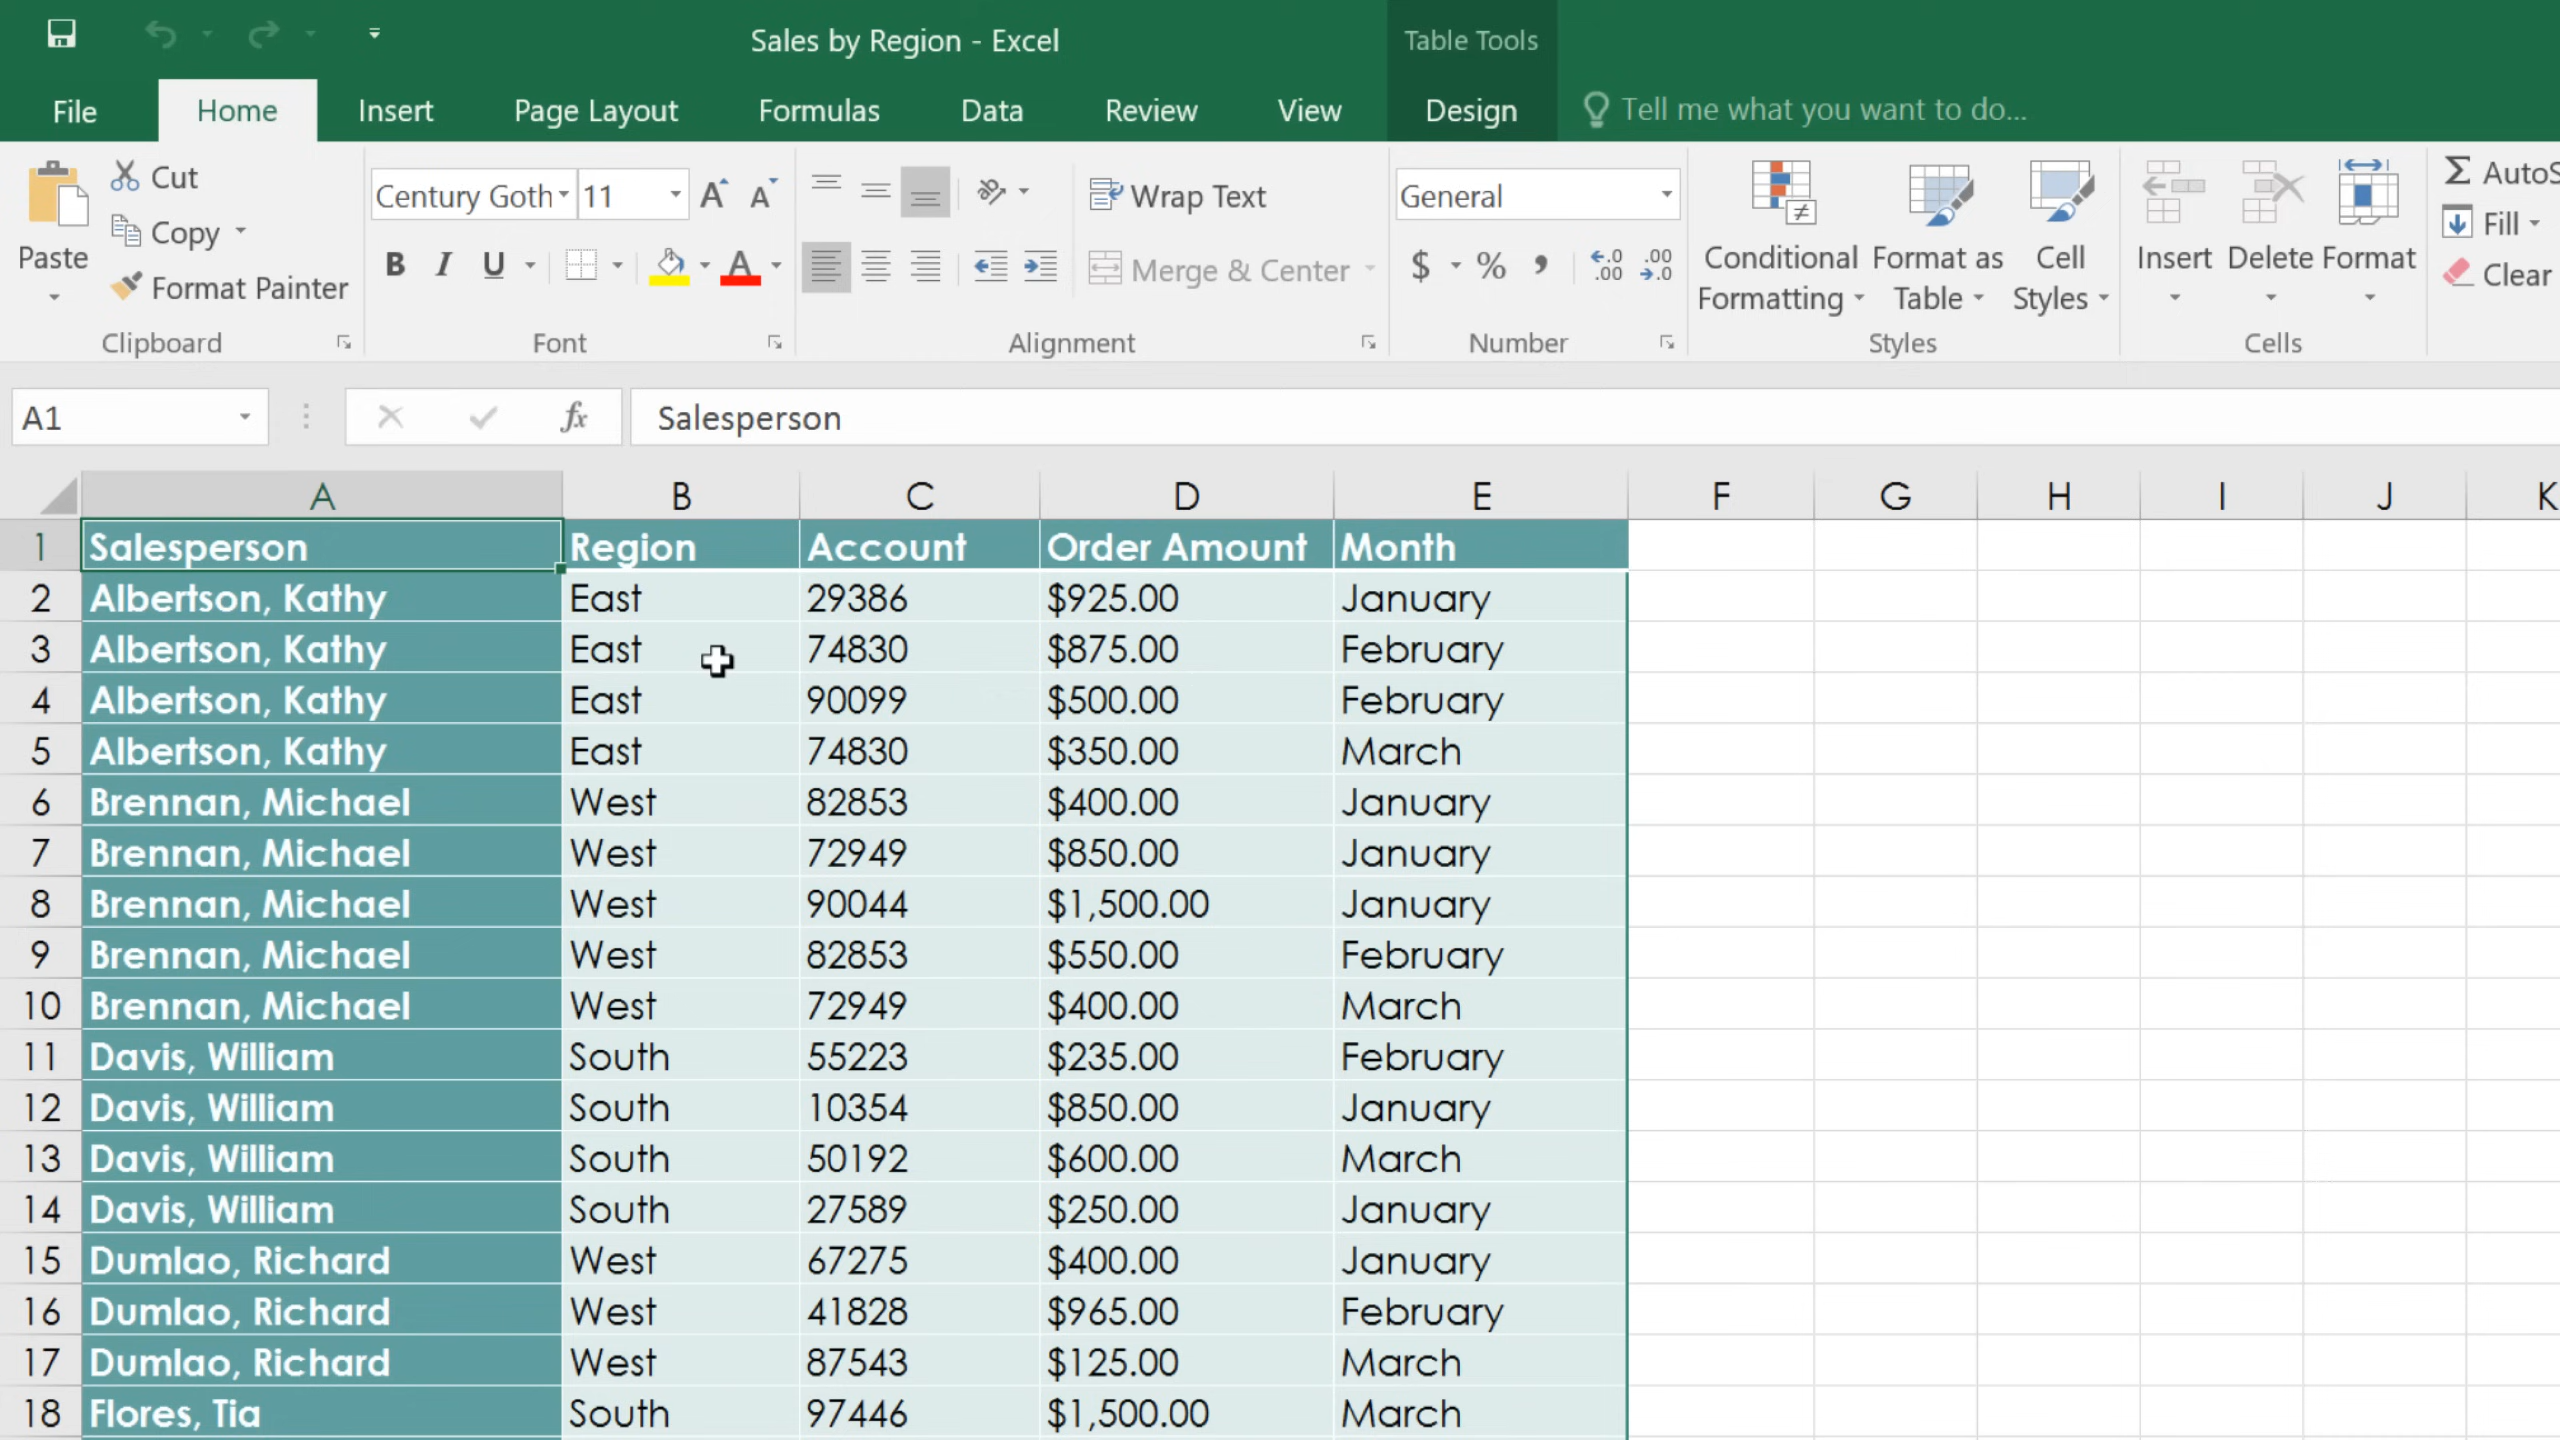 Sales by Region - Excel
Table Tools
File Home Insert Page Layout Formulas Data Review View Design Tell me what you want to do...
Paste
Cut
Copy
Format Painter
Clipboard
Century Goth 11
B I U
Font
Wrap Text
Merge & Center
Alignment
General
$ % ,
Number
Conditional Formatting
Format as Table
Cell Styles
Styles
Insert Delete Format
Cells
Fill
Clear
A1 fx Salesperson
A B C D E F G H I J K
1 Salesperson Region Account Order Amount Month
2 Albertson, Kathy East 29386 $925.00 January
3 Albertson, Kathy East 74830 $875.00 February
4 Albertson, Kathy East 90099 $500.00 February
5 Albertson, Kathy East 74830 $350.00 March
6 Brennan, Michael West 82853 $400.00 January
7 Brennan, Michael West 72949 $850.00 January
8 Brennan, Michael West 90044 $1,500.00 January
9 Brennan, Michael West 82853 $550.00 February
10 Brennan, Michael West 72949 $400.00 March
11 Davis, William South 55223 $235.00 February
12 Davis, William South 10354 $850.00 January
13 Davis, William South 50192 $600.00 March
14 Davis, William South 27589 $250.00 January
15 Dumlao, Richard West 67275 $400.00 January
16 Dumlao, Richard West 41828 $965.00 February
17 Dumlao, Richard West 87543 $125.00 March
18 Flores, Tia South 97446 $1,500.00 March